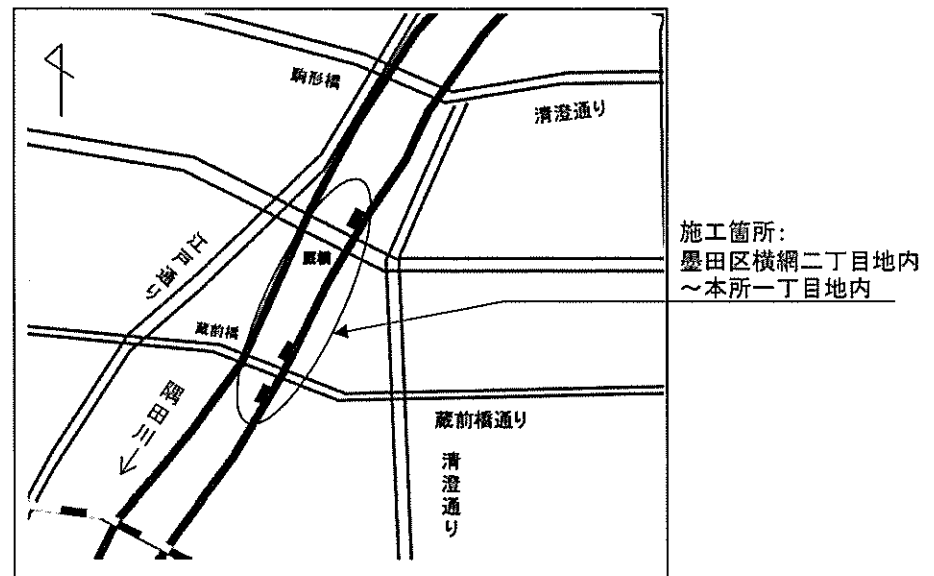 駒形橋
清澄通り
江戸通り
厩橋
施工箇所：
墨田区横網二丁目地内
～本所一丁目地内
蔵前橋
隅田川
蔵前橋通り
清澄通り